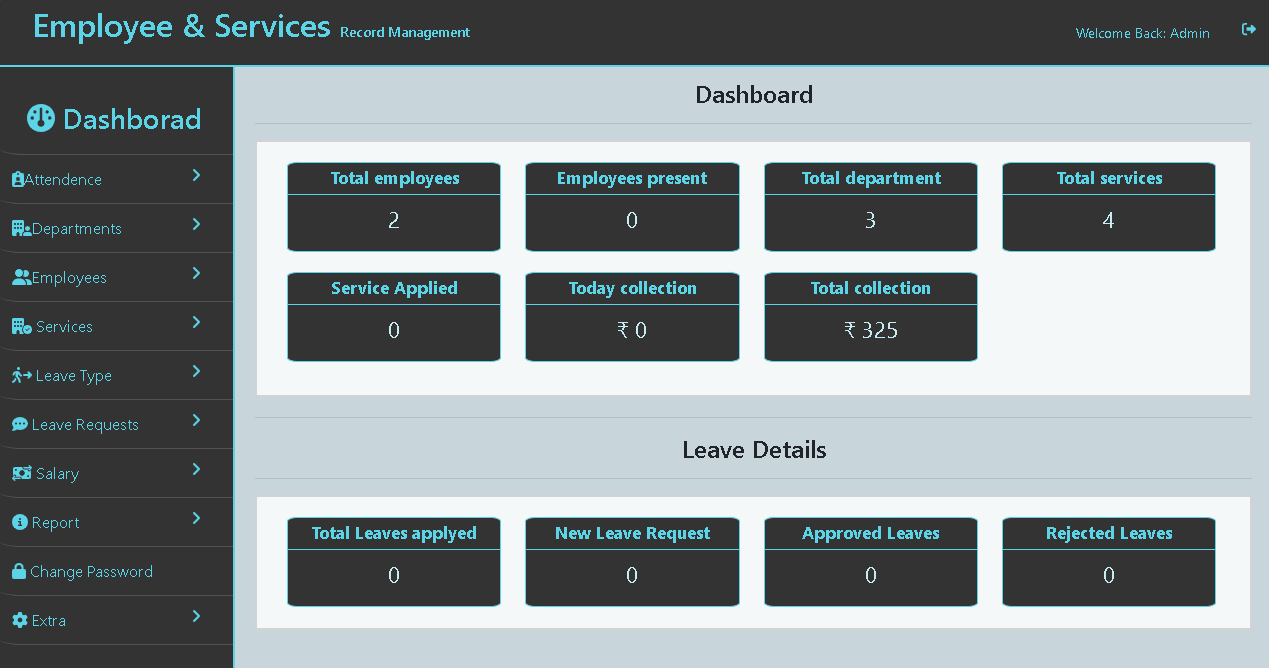 Employee & Services Record Management
Welcome Back: Admin
Dashborad
Attendence
Departments
Employees
Services
Leave Type
Leave Requests
Salary
Report
Change Password
Extra
Dashboard
Total employees
2
Employees present
0
Total department
3
Total services
4
Service Applied
0
Today collection
₹ 0
Total collection
₹ 325
Leave Details
Total Leaves applyed
0
New Leave Request
0
Approved Leaves
0
Rejected Leaves
0